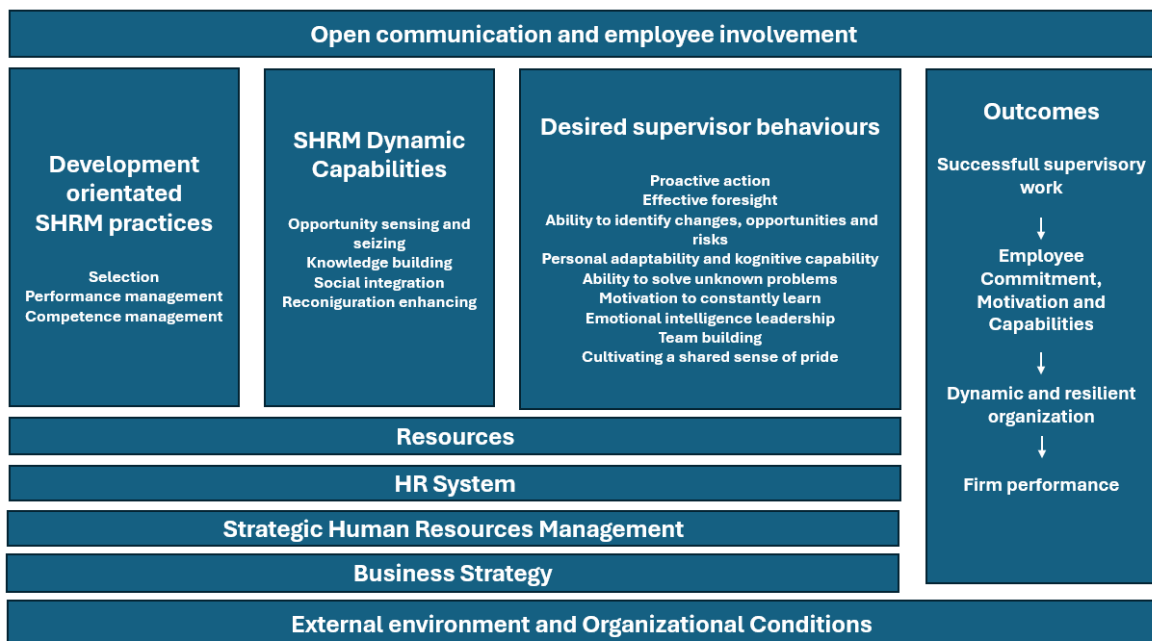 Open communication and employee involvement
Development
orientated
SHRM practices
Selection
Performance management
Competence management
SHRM Dynamic
Capabilities
Opportunity sensing and
seizing
Knowledge building
Social integration
Reconiguration enhancing
Desired supervisor behaviours
Proactive action
Effective foresight
Ability to identify changes, opportunities and
risks
Personal adaptability and kognitive capability
Ability to solve unknown problems
Motivation to constantly learn
Emotional intelligence leadership
Team building
Cultivating a shared sense of pride
Outcomes
Successfull supervisory
work
Employee
Commitment,
Motivation and
Capabilities
Dynamic and resilient
organization
Firm performance
Resources
HR System
Strategic Human Resources Management
Business Strategy
External environment and Organizational Conditions